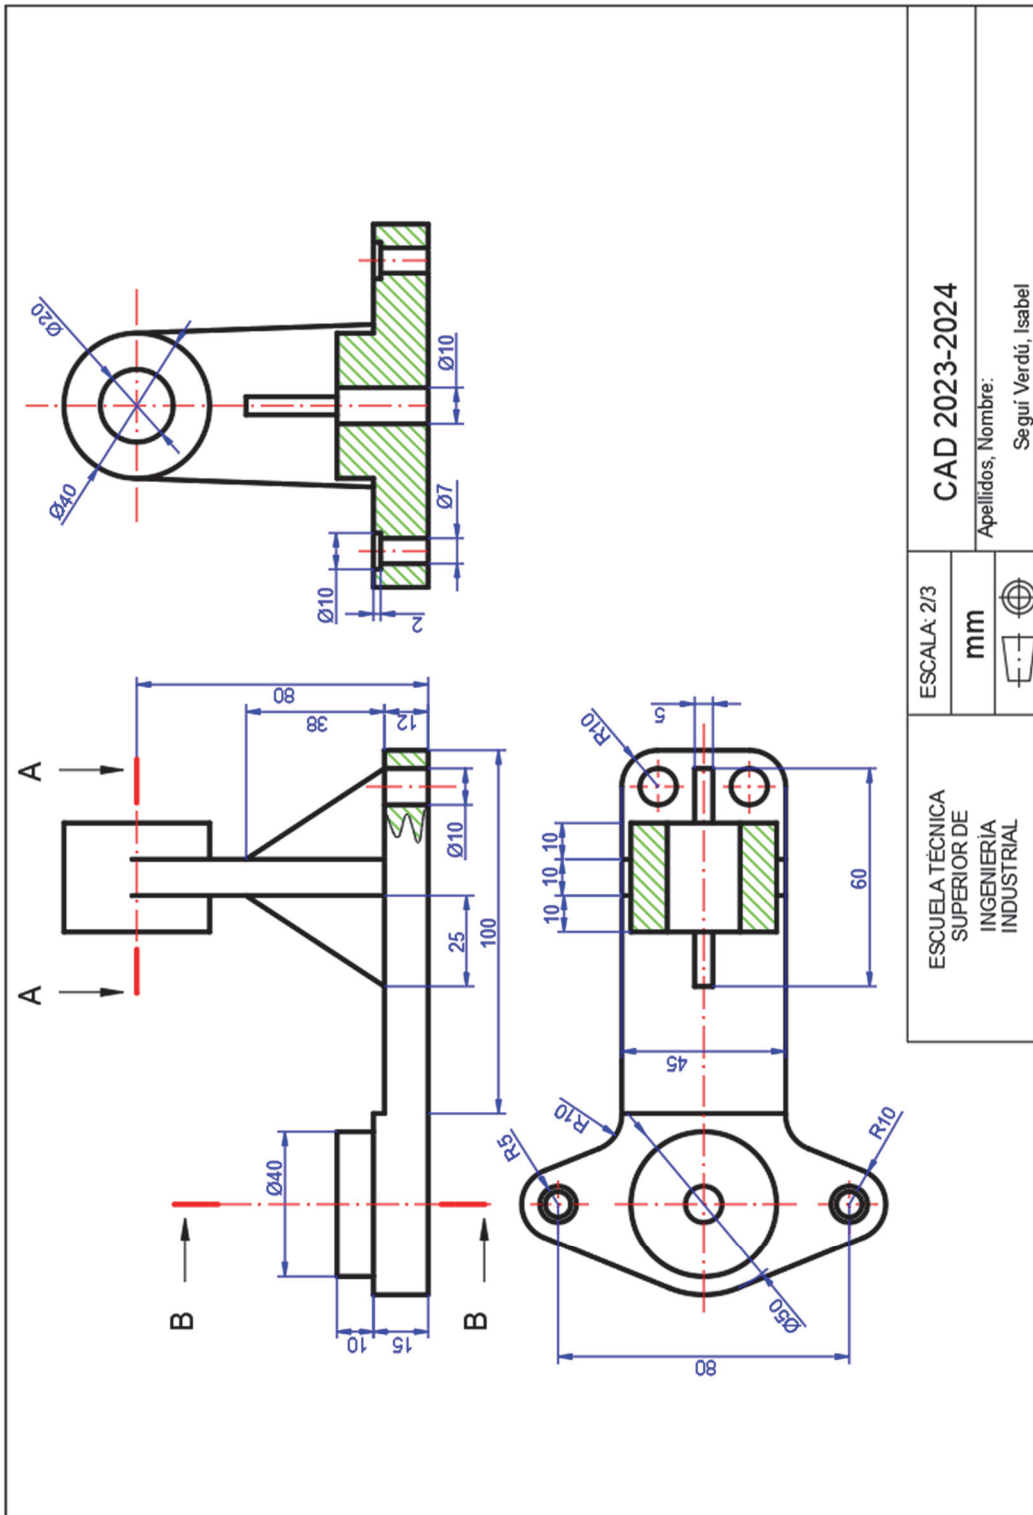 A
A
B
B
80
38
12
Ø10
25
100
Ø40
10
15
Ø20
Ø40
Ø10
Ø7
Ø10
2
R10
5
10
10
10
60
45
R10
R5
R10
Ø50
80
ESCUELA TÉCNICA
SUPERIOR DE
INGENIERÍA
INDUSTRIAL
ESCALA: 2/3
mm
CAD 2023-2024
Apellidos, Nombre:
Seguí Verdú, Isabel